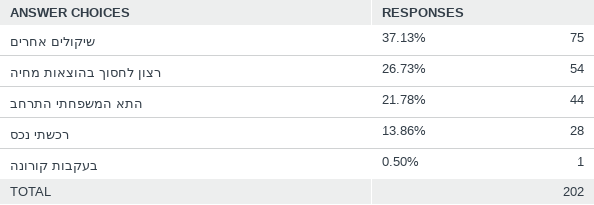 ANSWER CHOICES RESPONSES
שיקולים אחרים 37.13% 75
רצון לחסוך בהוצאות מחיה 26.73% 54
התא המשפחתי התרחב 21.78% 44
רכשתי נכס 13.86% 28
בעקבות קורונה 0.50% 1
TOTAL 202